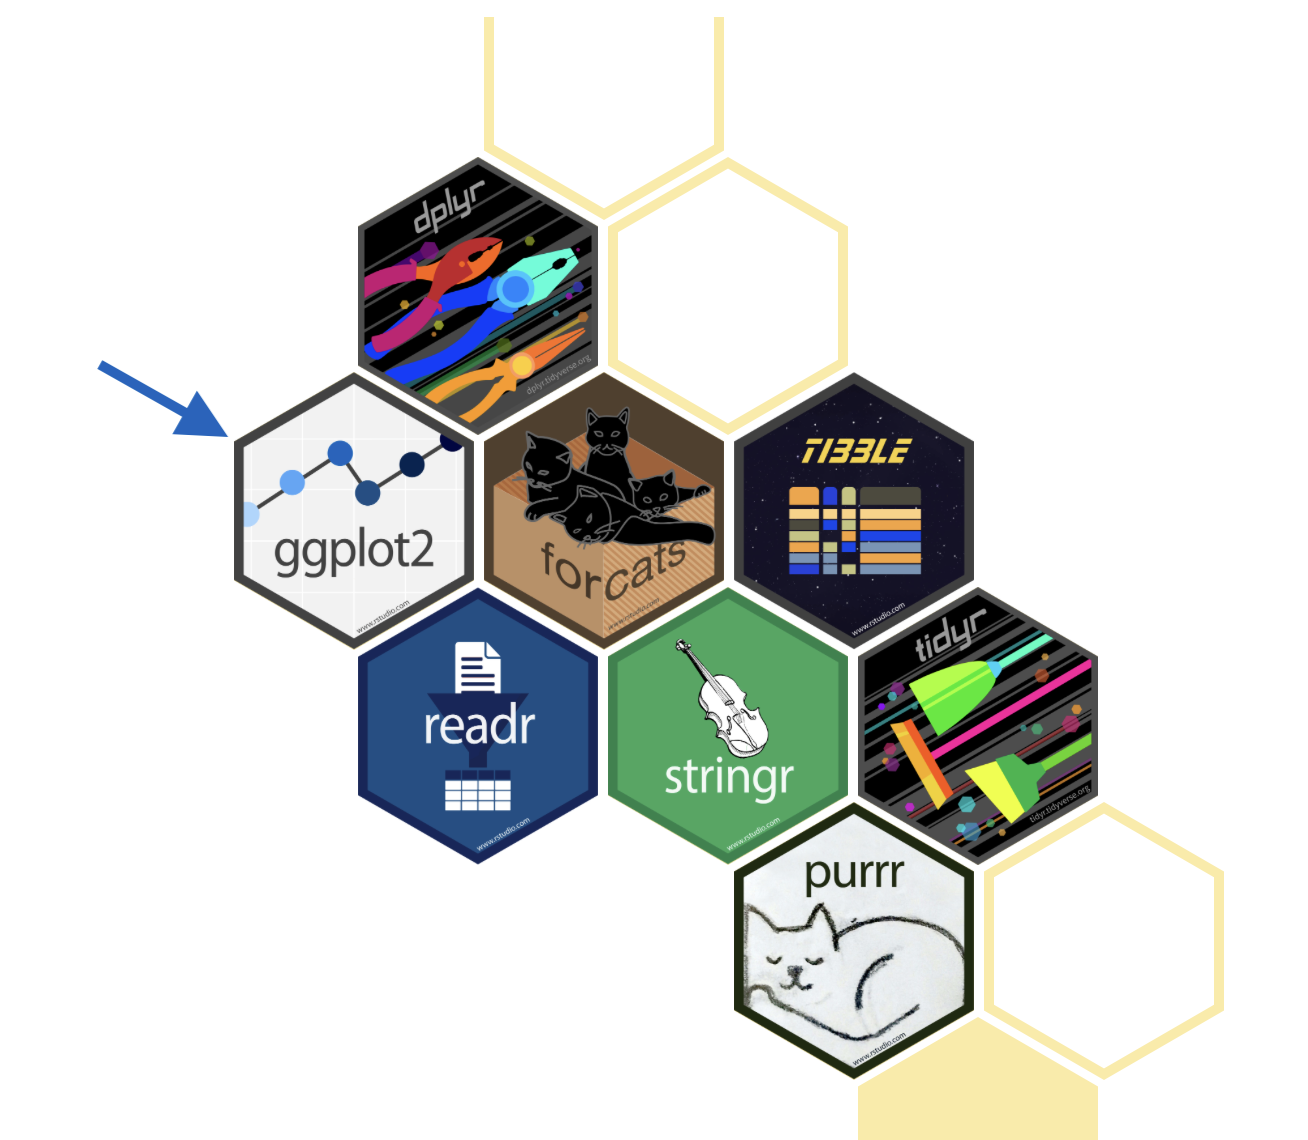 dplyr
dplyr.tidyverse.org
ggplot2
www.rstudio.com
forcats
www.rstudio.com
TIBBLE
www.rstudio.com
readr
www.rstudio.com
stringr
www.rstudio.com
tidyr
tidyr.tidyverse.org
purrr
www.rstudio.com